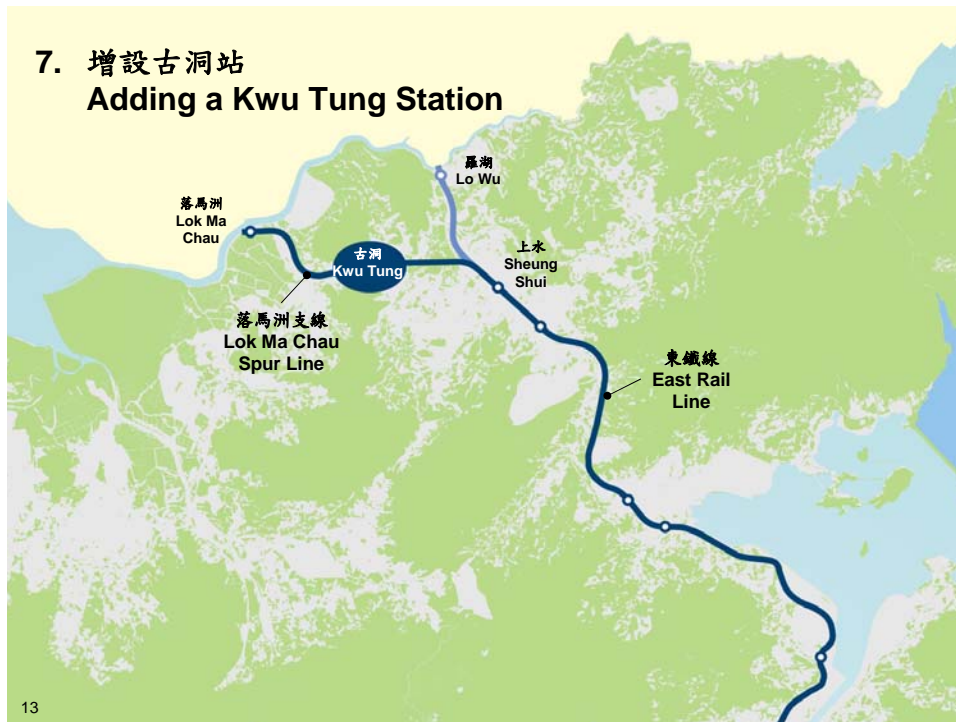 7. 增設古洞站
Adding a Kwu Tung Station
羅湖
Lo Wu
落馬洲
Lok Ma
Chau
古洞
Kwu Tung
上水
Sheung
Shui
落馬洲支線
Lok Ma Chau
Spur Line
東鐵線
East Rail
Line
13